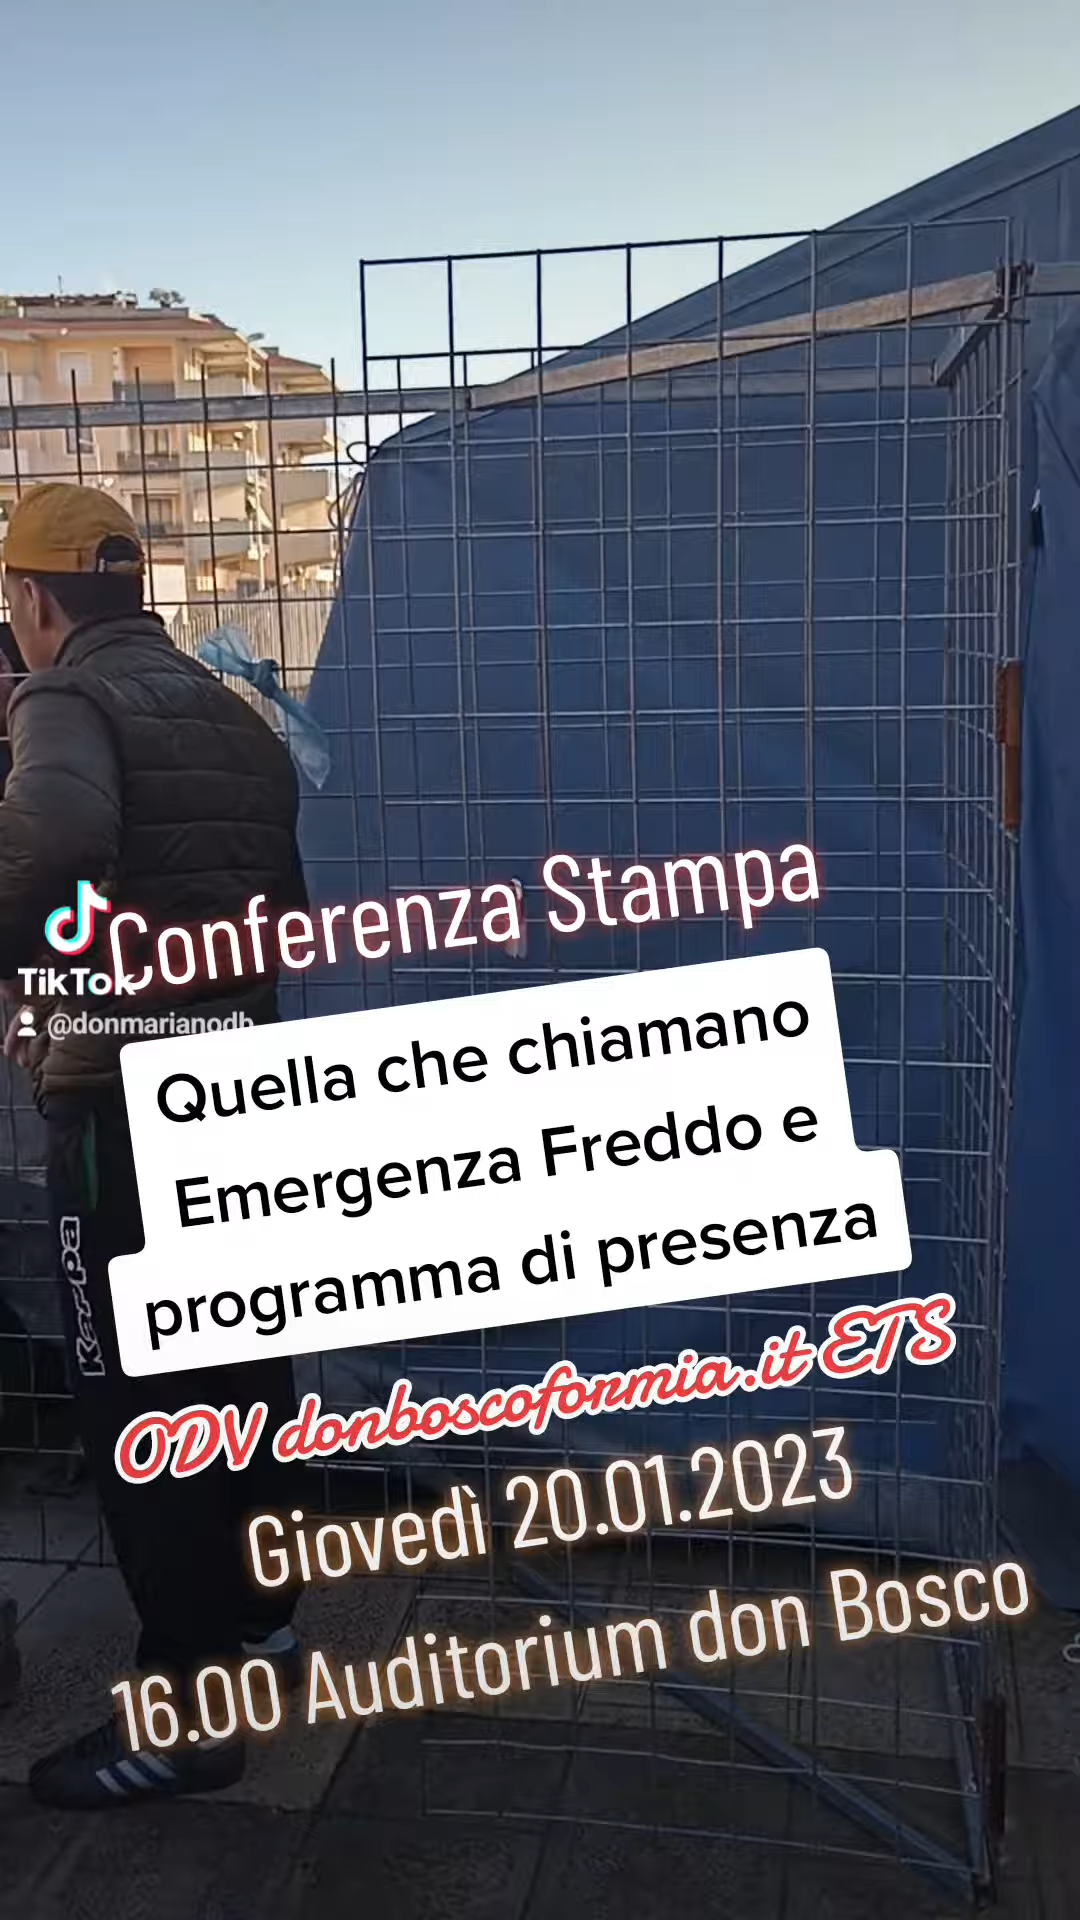 Conferenza Stampa
TikTok
@donmarianodb
Quella che chiamano
Emergenza Freddo e
programma di presenza
ODV donboscoformia.it ETS
Giovedì 20.01.2023
16.00 Auditorium don Bosco
Kappa